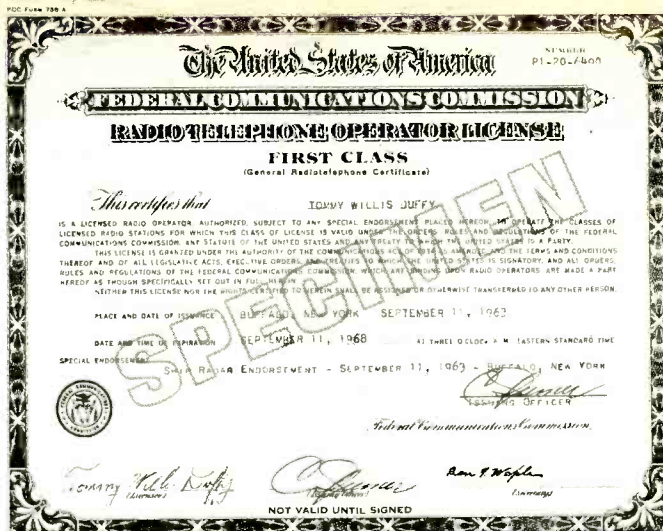 FCC FORM 758 A
The United States of America
NUMBER
P1-20-6400
FEDERAL COMMUNICATIONS COMMISSION
RADIOTELEPHONE OPERATOR LICENSE
FIRST CLASS
(General Radiotelephone Certificate)
This certifies that TOMMY WILLIS DUFFY
IS A LICENSED RADIO OPERATOR, AUTHORIZED, SUBJECT TO ANY SPECIAL ENDORSEMENT PLACED HEREON, TO OPERATE THE CLASSES OF
LICENSED RADIO STATIONS FOR WHICH THIS CLASS OF LICENSE IS VALID UNDER THE ORDERS, RULES AND REGULATIONS OF THE FEDERAL
COMMUNICATIONS COMMISSION, ANY STATUTE OF THE UNITED STATES AND ANY TREATY TO WHICH THE UNITED STATES IS A PARTY.
THIS LICENSE IS GRANTED UNDER THE AUTHORITY OF THE COMMUNICATIONS ACT OF 1934, AS AMENDED, AND THE TERMS AND CONDITIONS
THEREOF AND OF ALL LEGISLATIVE ACTS, EXECUTIVE ORDERS, AND TREATIES TO WHICH THE UNITED STATES IS SIGNATORY, AND ALL ORDERS,
RULES AND REGULATIONS OF THE FEDERAL COMMUNICATIONS COMMISSION, WHICH ARE BINDING UPON RADIO OPERATORS ARE MADE A PART
HEREOF AS THOUGH SPECIFICALLY SET OUT IN FULL HEREIN.
NEITHER THIS LICENSE NOR THE RIGHTS CERTIFIED TO HEREIN SHALL BE ASSIGNED OR OTHERWISE TRANSFERRED TO ANY OTHER PERSON.
SPECIMEN
PLACE AND DATE OF ISSUANCE BUFFALO, NEW YORK SEPTEMBER 11, 1963
DATE AND TIME OF EXPIRATION SEPTEMBER 11, 1968 AT THREE O'CLOCK A.M. EASTERN STANDARD TIME
SPECIAL ENDORSEMENT
SHIP RADAR ENDORSEMENT - SEPTEMBER 11, 1963 - BUFFALO, NEW YORK
ISSUING OFFICER
Federal Communications Commission
Tommy Willis Duffy
Ben F. Waple
(Licensee) (Secretary)
NOT VALID UNTIL SIGNED